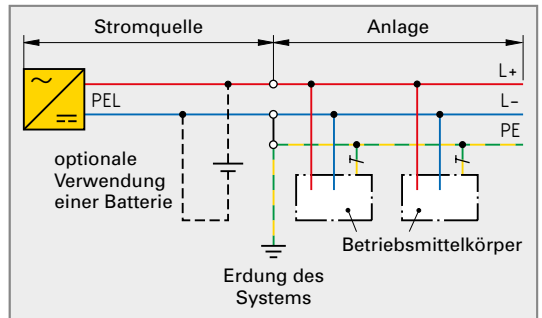 Stromquelle
Anlage
L+
PEL
L–
PE
optionale
Verwendung
einer Batterie
Betriebsmittelkörper
Erdung des
Systems